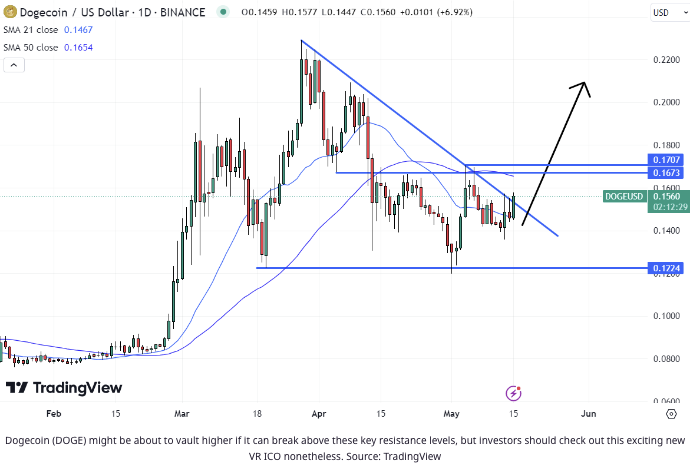 Dogecoin / US Dollar · 1D · BINANCE O0.1459 H0.1577 L0.1447 C0.1560 +0.0101 (+6.92%) USD
SMA 21 close 0.1467
SMA 50 close 0.1654
0.2200
0.2000
0.1800
0.1707
0.1673
0.1600
DOGEUSD 0.1560
02:12:29
0.1400
0.1224
0.1000
0.0800
0.0600
TradingView
Feb 15 Mar 18 Apr 15 May 15 Jun
Dogecoin (DOGE) might be about to vault higher if it can break above these key resistance levels, but investors should check out this exciting new
VR ICO nonetheless. Source: TradingView